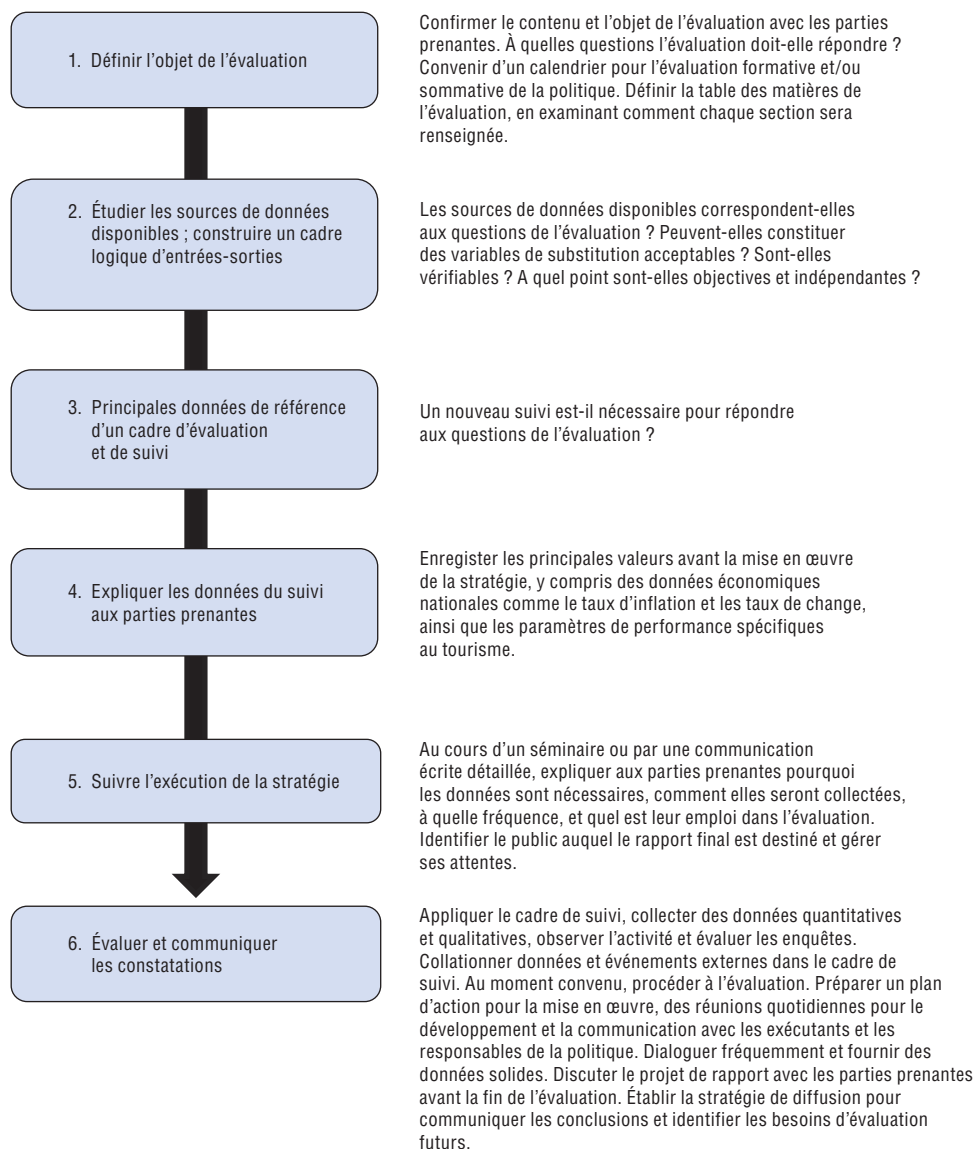 1. Définir l'objet de l'évaluation
Confirmer le contenu et l'objet de l'évaluation avec les parties
prenantes. À quelles questions l'évaluation doit-elle répondre ?
Convenir d'un calendrier pour l'évaluation formative et/ou
sommative de la politique. Définir la table des matières de
l'évaluation, en examinant comment chaque section sera
renseignée.
2. Étudier les sources de données
disponibles ; construire un cadre
logique d'entrées-sorties
Les sources de données disponibles correspondent-elles
aux questions de l'évaluation ? Peuvent-elles constituer
des variables de substitution acceptables ? Sont-elles
vérifiables ? A quel point sont-elles objectives et indépendantes ?
3. Principales données de référence
d'un cadre d'évaluation
et de suivi
Un nouveau suivi est-il nécessaire pour répondre
aux questions de l'évaluation ?
4. Expliquer les données du suivi
aux parties prenantes
Enregister les principales valeurs avant la mise en œuvre
de la stratégie, y compris des données économiques
nationales comme le taux d'inflation et les taux de change,
ainsi que les paramètres de performance spécifiques
au tourisme.
5. Suivre l'exécution de la stratégie
Au cours d'un séminaire ou par une communication
écrite détaillée, expliquer aux parties prenantes pourquoi
les données sont nécessaires, comment elles seront collectées,
à quelle fréquence, et quel est leur emploi dans l'évaluation.
Identifier le public auquel le rapport final est destiné et gérer
ses attentes.
6. Évaluer et communiquer
les constatations
Appliquer le cadre de suivi, collecter des données quantitatives
et qualitatives, observer l'activité et évaluer les enquêtes.
Collationner données et événements externes dans le cadre de
suivi. Au moment convenu, procéder à l'évaluation. Préparer un plan
d'action pour la mise en œuvre, des réunions quotidiennes pour le
développement et la communication avec les exécutants et les
responsables de la politique. Dialoguer fréquemment et fournir des
données solides. Discuter le projet de rapport avec les parties prenantes
avant la fin de l'évaluation. Établir la stratégie de diffusion pour
communiquer les conclusions et identifier les besoins d'évaluation
futurs.